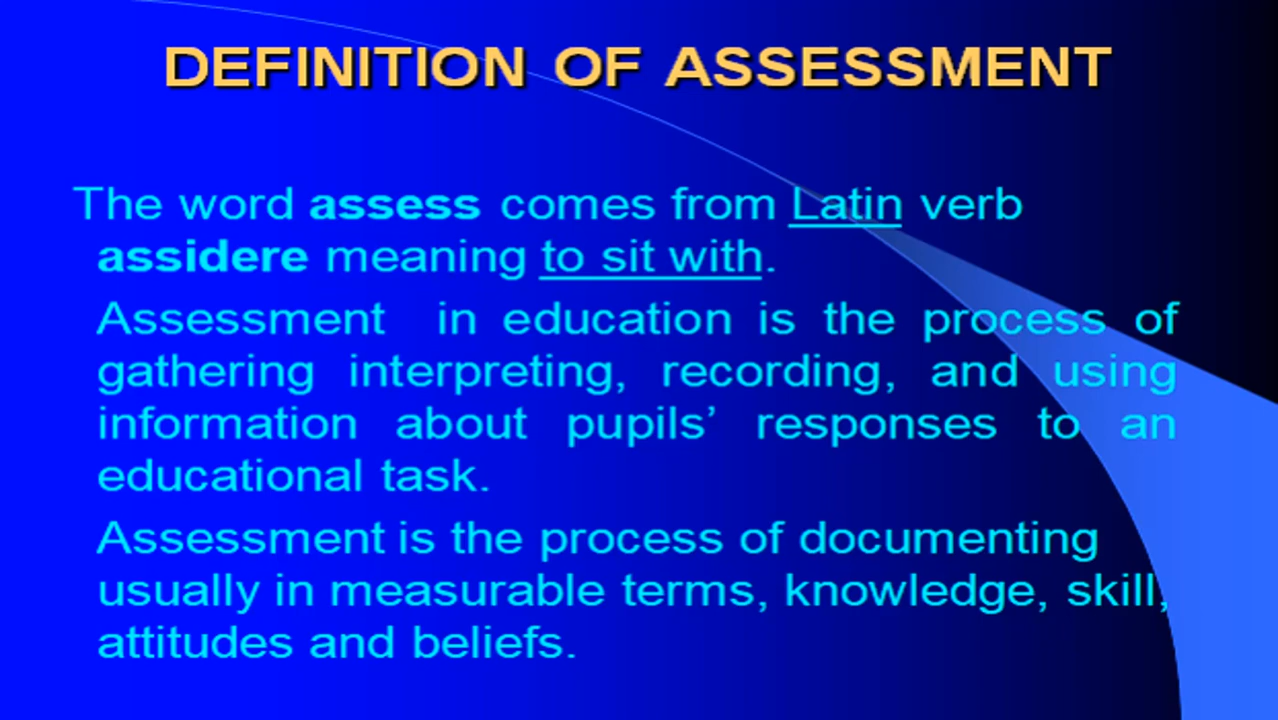 DEFINITION OF ASSESSMENT
The word assess comes from Latin verb
assidere meaning to sit with.
Assessment in education is the process of
gathering interpreting, recording, and using
information about pupils’ responses to an
educational task.
Assessment is the process of documenting
usually in measurable terms, knowledge, skill,
attitudes and beliefs.